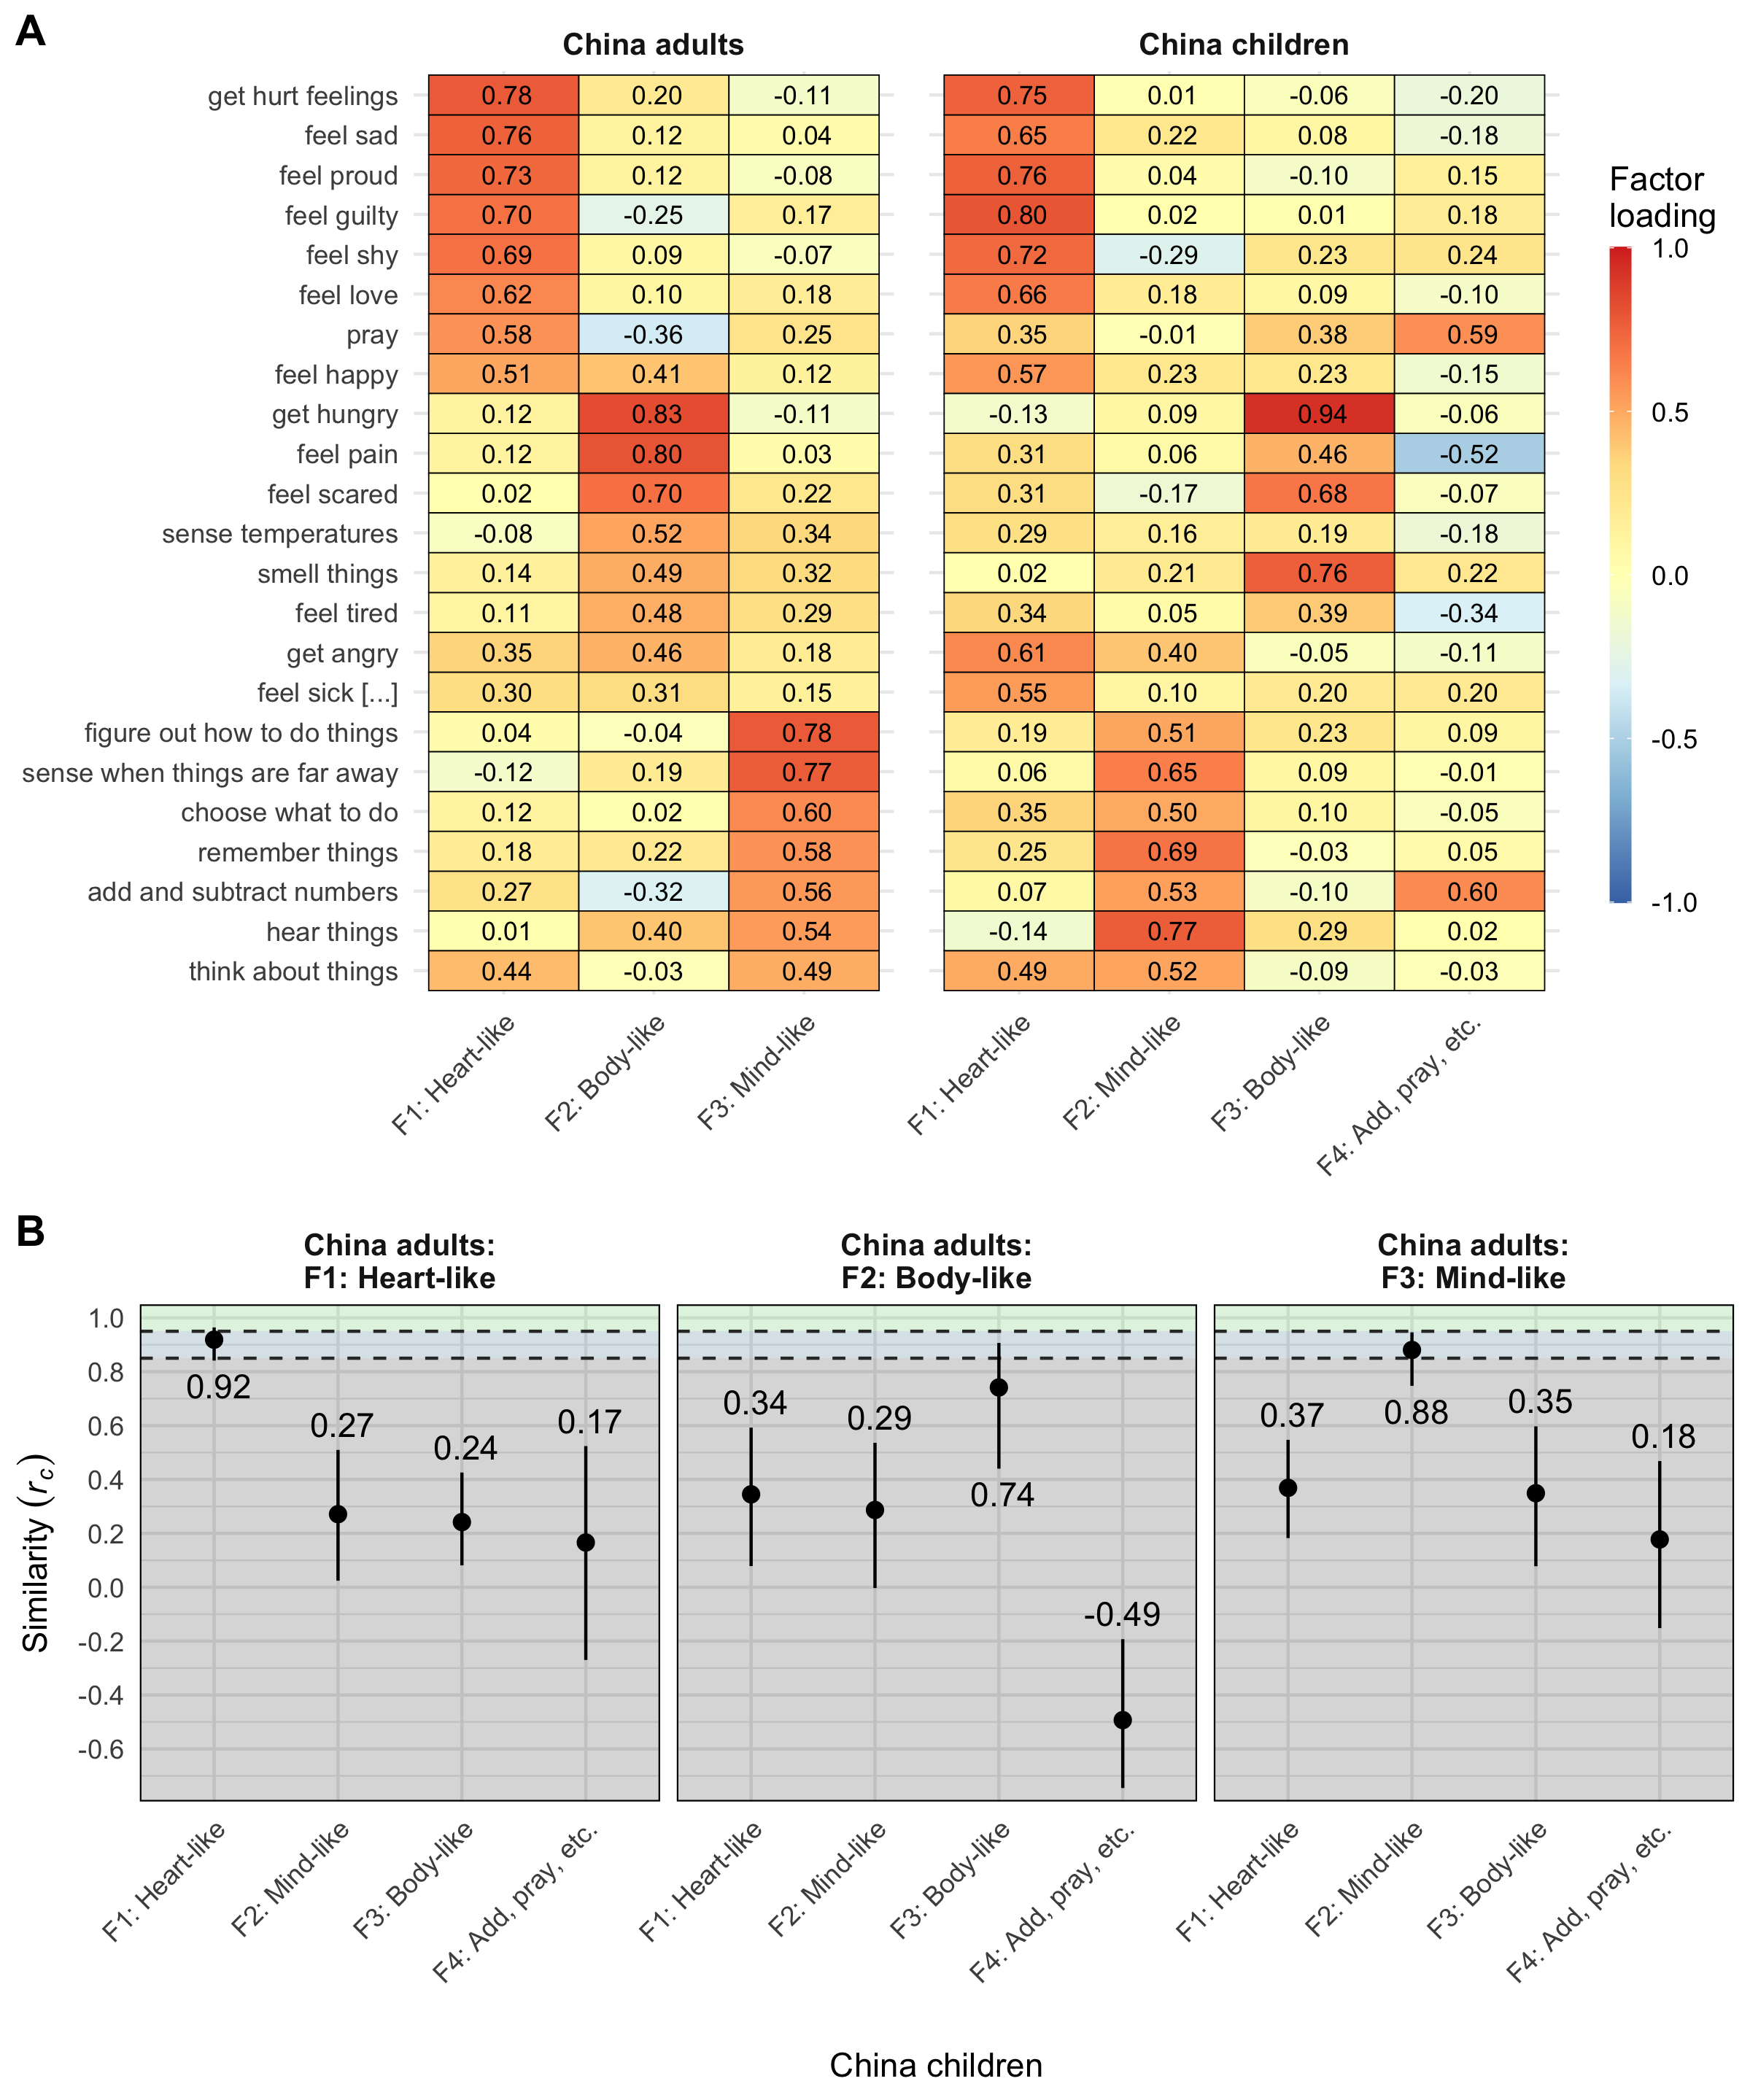 A
China adults China children
get hurt feelings 0.78 0.20 -0.11 0.75 0.01 -0.06 -0.20
feel sad 0.76 0.12 0.04 0.65 0.22 0.08 -0.18
feel proud 0.73 0.12 -0.08 0.76 0.04 -0.10 0.15
feel guilty 0.70 -0.25 0.17 0.80 0.02 0.01 0.18
feel shy 0.69 0.09 -0.07 0.72 -0.29 0.23 0.24
feel love 0.62 0.10 0.18 0.66 0.18 0.09 -0.10
pray 0.58 -0.36 0.25 0.35 -0.01 0.38 0.59
feel happy 0.51 0.41 0.12 0.57 0.23 0.23 -0.15
get hungry 0.12 0.83 -0.11 -0.13 0.09 0.94 -0.06
feel pain 0.12 0.80 0.03 0.31 0.06 0.46 -0.52
feel scared 0.02 0.70 0.22 0.31 -0.17 0.68 -0.07
sense temperatures -0.08 0.52 0.34 0.29 0.16 0.19 -0.18
smell things 0.14 0.49 0.32 0.02 0.21 0.76 0.22
feel tired 0.11 0.48 0.29 0.34 0.05 0.39 -0.34
get angry 0.35 0.46 0.18 0.61 0.40 -0.05 -0.11
feel sick [...] 0.30 0.31 0.15 0.55 0.10 0.20 0.20
figure out how to do things 0.04 -0.04 0.78 0.19 0.51 0.23 0.09
sense when things are far away -0.12 0.19 0.77 0.06 0.65 0.09 -0.01
choose what to do 0.12 0.02 0.60 0.35 0.50 0.10 -0.05
remember things 0.18 0.22 0.58 0.25 0.69 -0.03 0.05
add and subtract numbers 0.27 -0.32 0.56 0.07 0.53 -0.10 0.60
hear things 0.01 0.40 0.54 -0.14 0.77 0.29 0.02
think about things 0.44 -0.03 0.49 0.49 0.52 -0.09 -0.03
F1: Heart-like F2: Body-like F3: Mind-like F1: Heart-like F2: Mind-like F3: Body-like F4: Add, pray, etc.
Factor
loading
1.0
0.5
0.0
-0.5
-1.0
B
China adults: China adults: China adults:
F1: Heart-like F2: Body-like F3: Mind-like
Similarity (rc)
1.0
0.8
0.6
0.4
0.2
0.0
-0.2
-0.4
-0.6
0.92 0.27 0.24 0.17
0.34 0.29 0.74 -0.49
0.37 0.88 0.35 0.18
F1: Heart-like F2: Mind-like F3: Body-like F4: Add, pray, etc. F1: Heart-like F2: Mind-like F3: Body-like F4: Add, pray, etc. F1: Heart-like F2: Mind-like F3: Body-like F4: Add, pray, etc.
China children